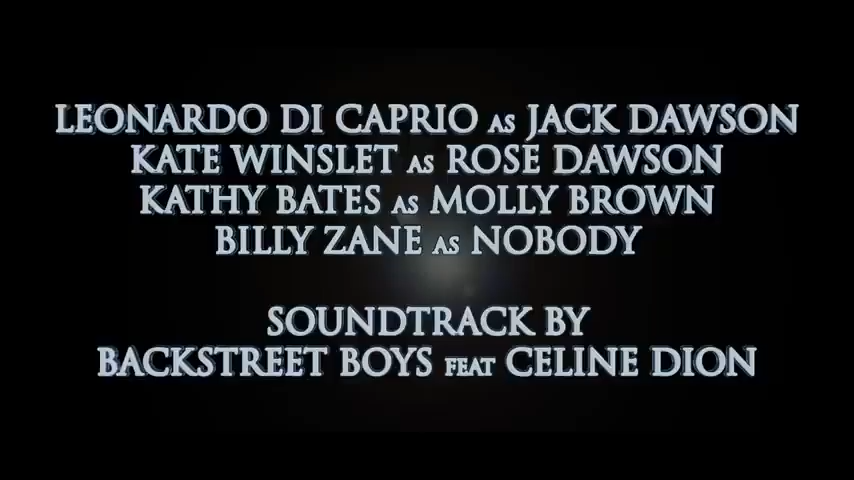 LEONARDO DI CAPRIO AS JACK DAWSON
KATE WINSLET AS ROSE DAWSON
KATHY BATES AS MOLLY BROWN
BILLY ZANE AS NOBODY
SOUNDTRACK BY
BACKSTREET BOYS FEAT CELINE DION